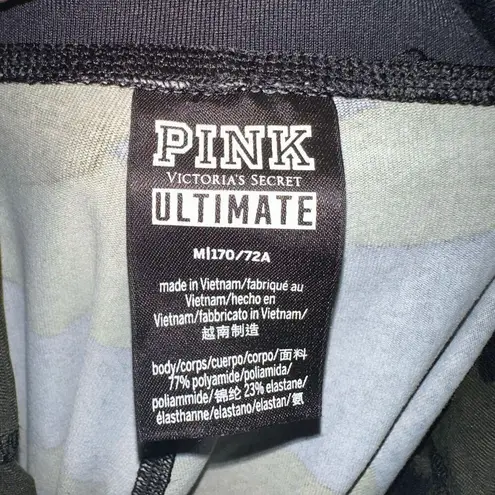 PINK
VICTORIA'S SECRET
ULTIMATE
M|170/72A
made in Vietnam/fabriqué au
Vietnam/hecho en
Vietnam/fabbricato in Vietnam/
越南制造
body/corps/cuerpo/corpo/面料
77% polyamide/poliamida/
poliammide/锦纶 23% elastane/
élasthanne/elastano/elastan/氨